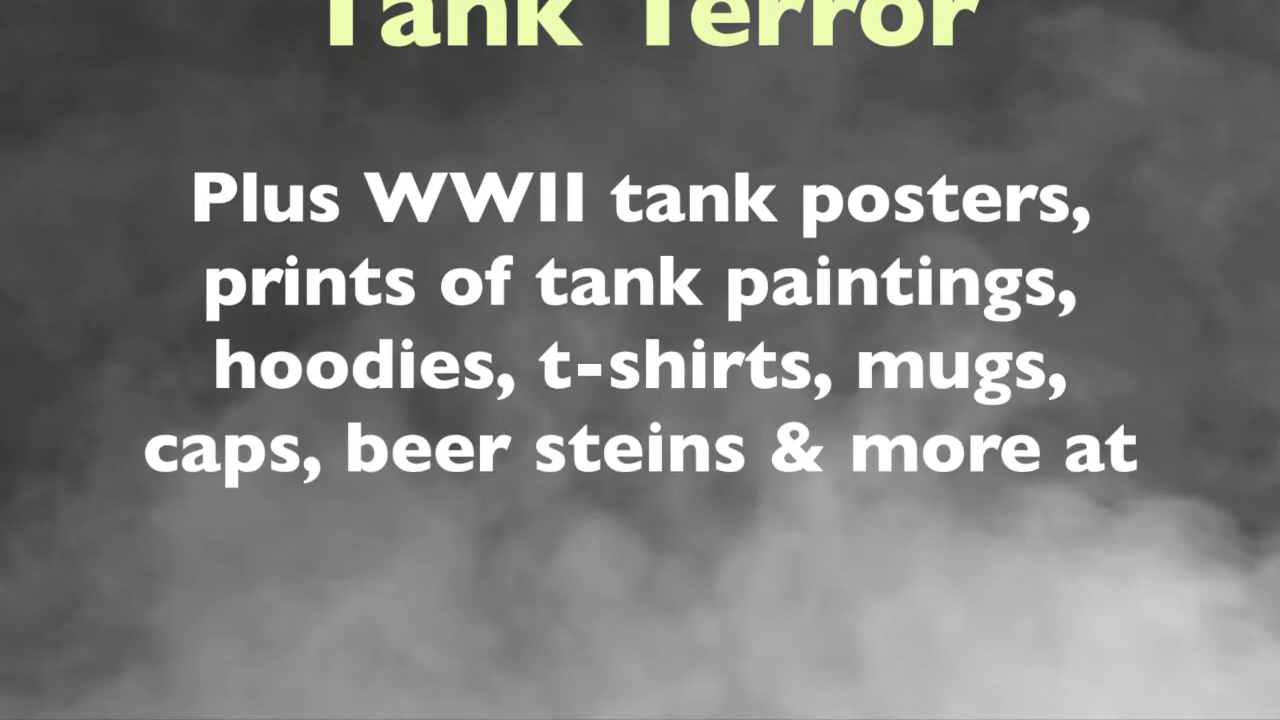 Tank Terror
Plus WWII tank posters,
prints of tank paintings,
hoodies, t-shirts, mugs,
caps, beer steins & more at